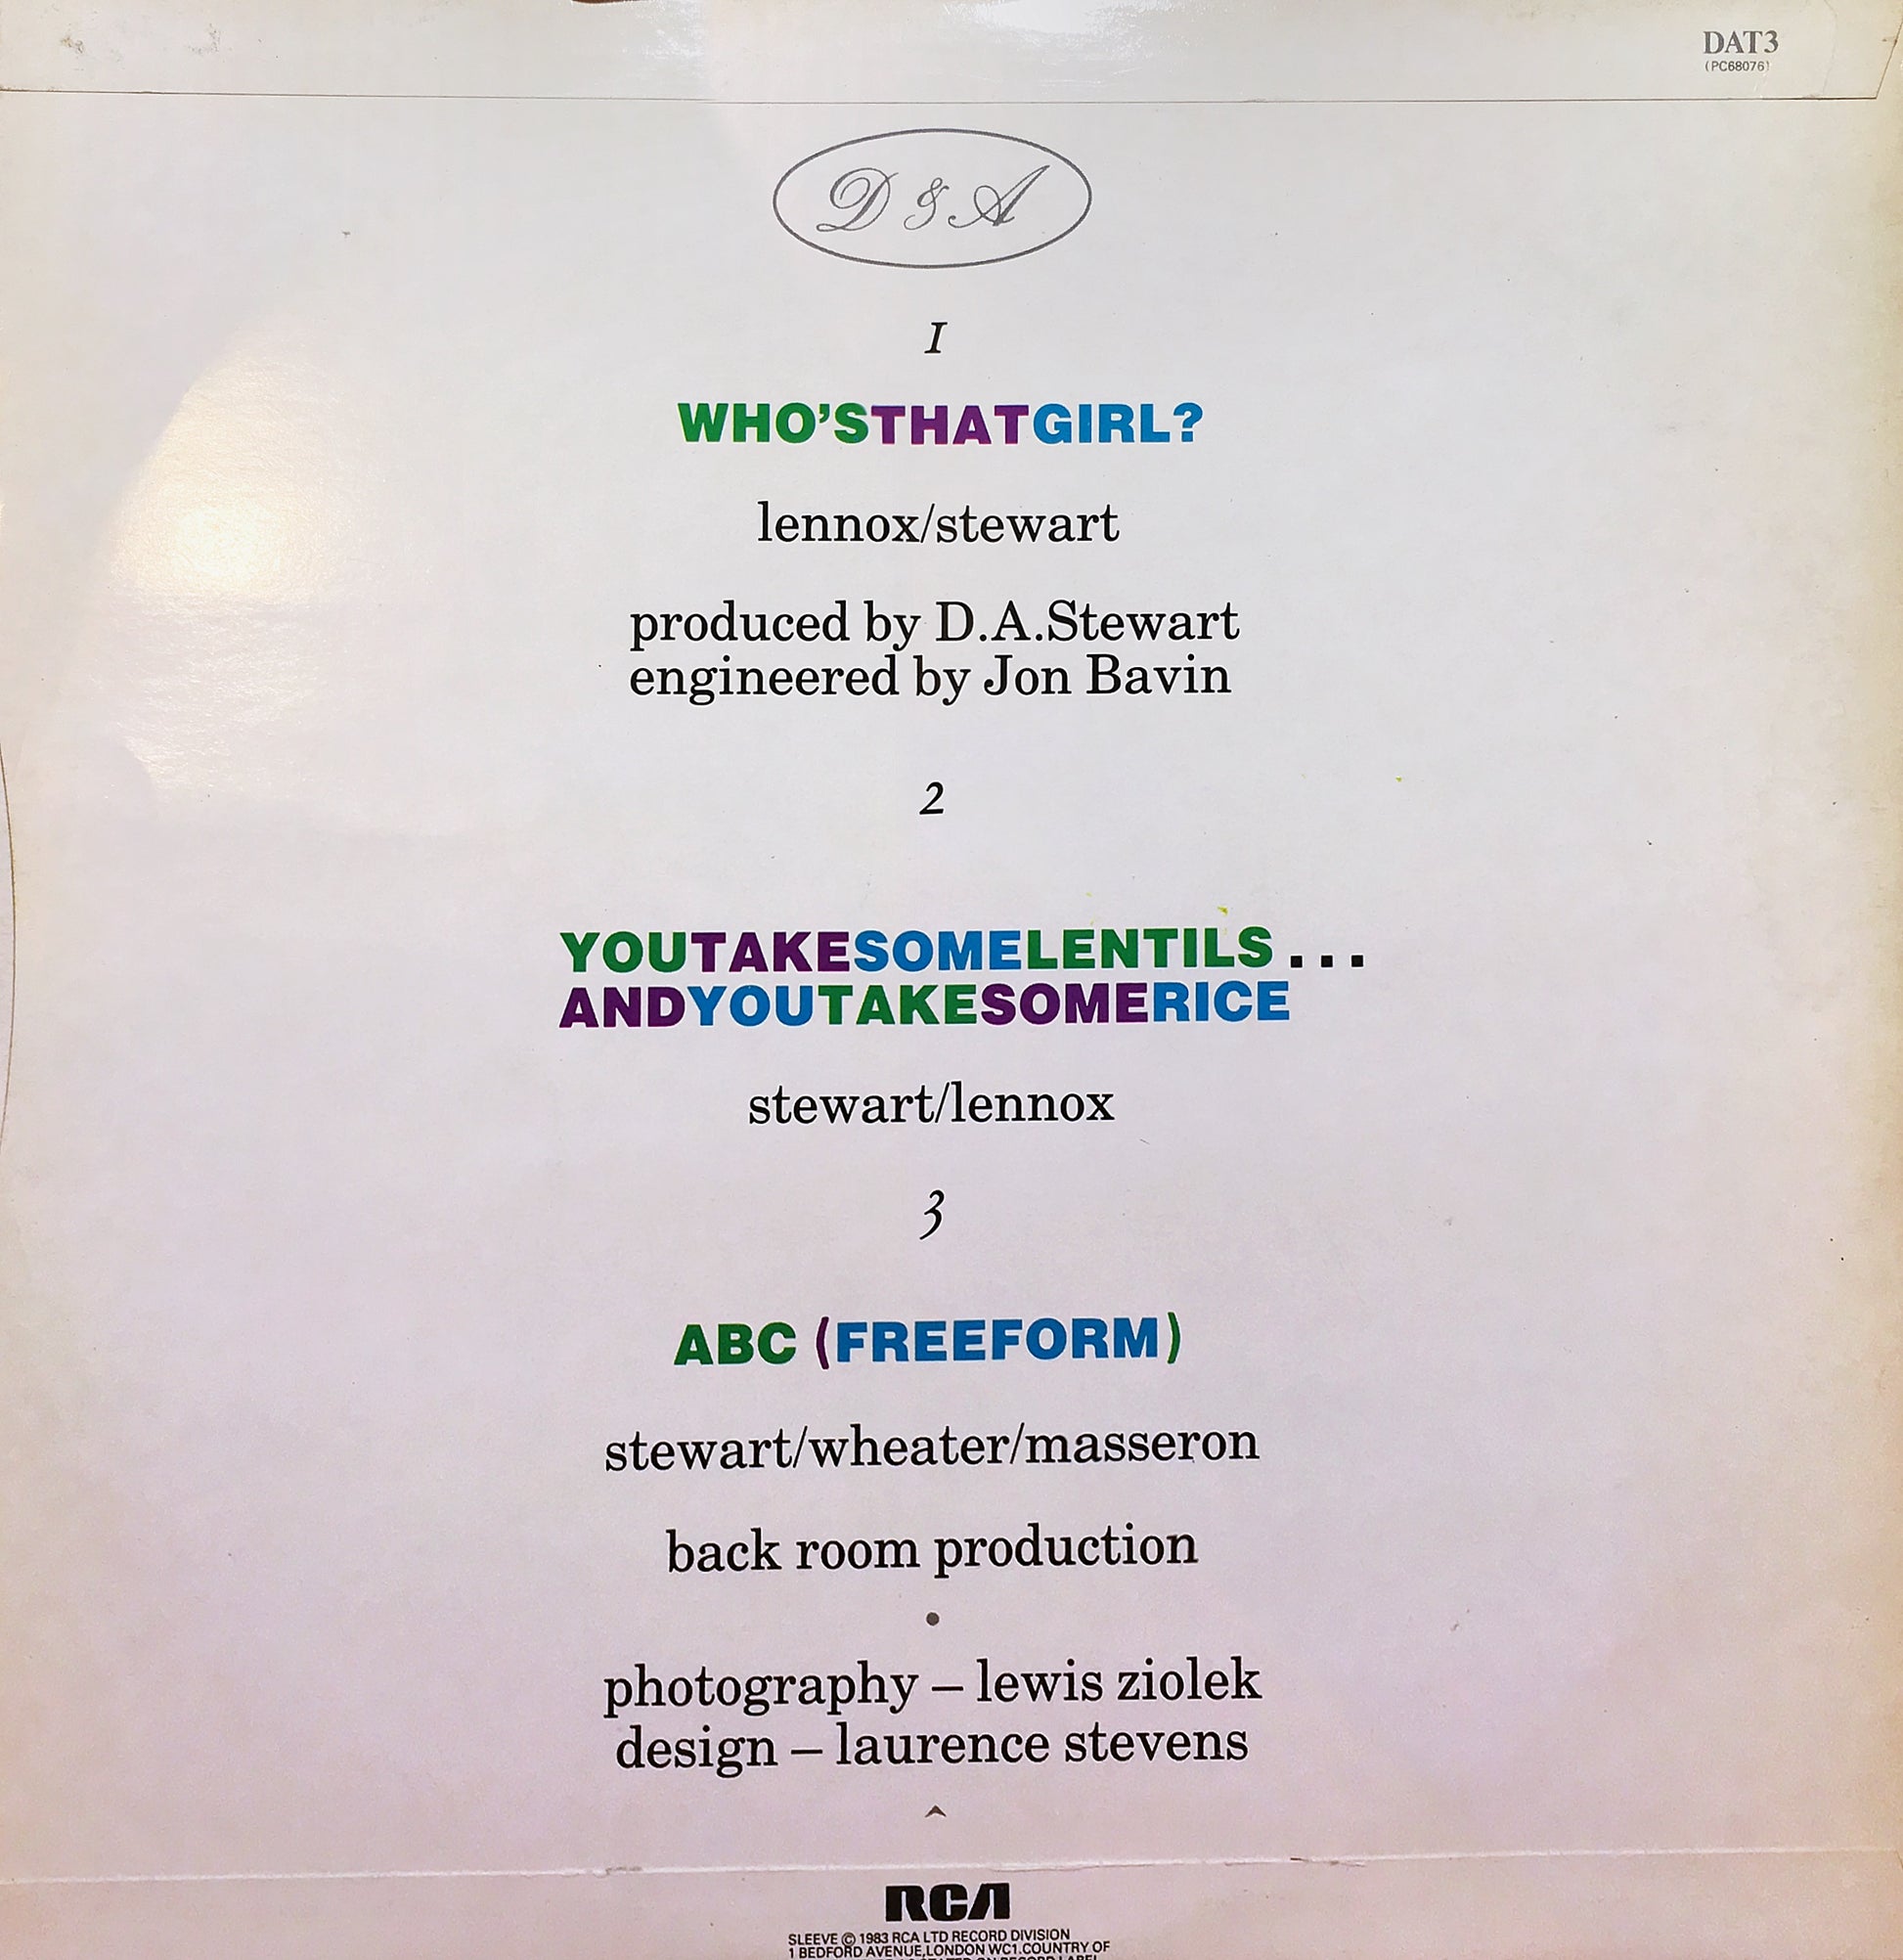 DAT3
(PC68076)
D & A
1
WHO'STHATGIRL?
lennox/stewart
produced by D.A.Stewart
engineered by Jon Bavin
2
YOUTAKESOMELENTILS...
ANDYOUTAKESOMERICE
stewart/lennox
3
ABC (FREEFORM)
stewart/wheater/masseron
back room production
•
photography – lewis ziolek
design – laurence stevens
^
RCA
SLEEVE © 1983 RCA LTD RECORD DIVISION
1 BEDFORD AVENUE,LONDON WC1.COUNTRY OF